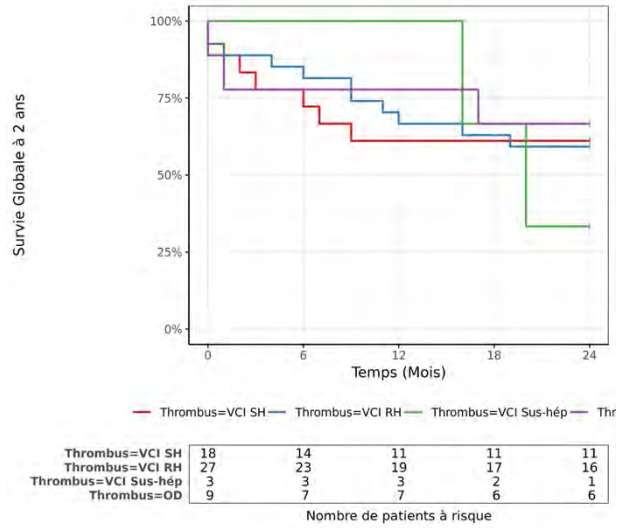 Survie Globale à 2 ans
100%
75%
50%
25%
0%
0 6 12 18 24
Temps (Mois)
Thrombus=VCI SH Thrombus=VCI RH Thrombus=VCI Sus-hép Thr
Thrombus=VCI SH 18 14 11 11 11
Thrombus=VCI RH 27 23 19 17 16
Thrombus=VCI Sus-hép 3 3 3 2 1
Thrombus=OD 9 7 7 6 6
Nombre de patients à risque